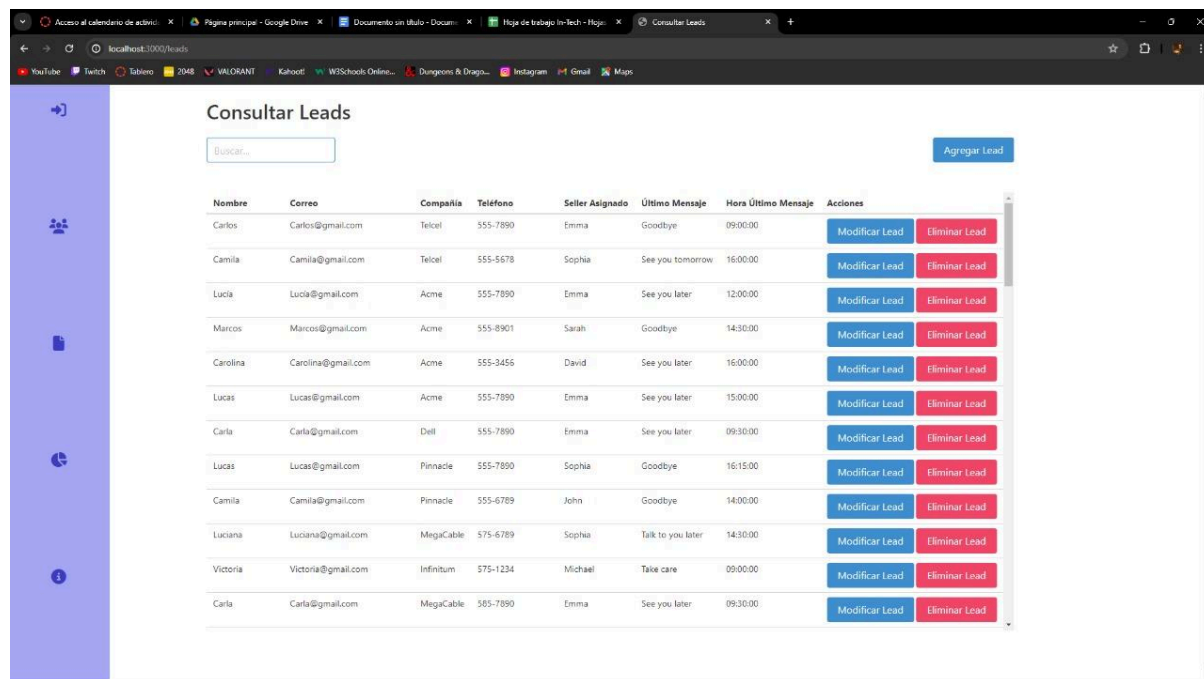 Acceso al calendario de activid
Página principal - Google Drive
Documento sin título - Docume
Hoja de trabajo In-Tech - Hojas
Consultar Leads
localhost:3000/leads
YouTube Twitch Tablero 2048 VALORANT Kahoot! W3Schools Online... Dungeons & Drago... Instagram Gmail Maps
Consultar Leads
Buscar...
Agregar Lead
Nombre Correo Compañía Teléfono Seller Asignado Último Mensaje Hora Último Mensaje Acciones
Carlos Carlos@gmail.com Telcel 555-7890 Emma Goodbye 09:00:00 Modificar Lead Eliminar Lead
Camila Camila@gmail.com Telcel 555-5678 Sophia See you tomorrow 16:00:00 Modificar Lead Eliminar Lead
Lucía Lucía@gmail.com Acme 555-7890 Emma See you later 12:00:00 Modificar Lead Eliminar Lead
Marcos Marcos@gmail.com Acme 555-8901 Sarah Goodbye 14:30:00 Modificar Lead Eliminar Lead
Carolina Carolina@gmail.com Acme 555-3456 David See you later 16:00:00 Modificar Lead Eliminar Lead
Lucas Lucas@gmail.com Acme 555-7890 Emma See you later 15:00:00 Modificar Lead Eliminar Lead
Carla Carla@gmail.com Dell 555-7890 Emma See you later 09:30:00 Modificar Lead Eliminar Lead
Lucas Lucas@gmail.com Pinnacle 555-7890 Sophia Goodbye 16:15:00 Modificar Lead Eliminar Lead
Camila Camila@gmail.com Pinnacle 555-6789 John Goodbye 14:00:00 Modificar Lead Eliminar Lead
Luciana Luciana@gmail.com MegaCable 575-6789 Sophia Talk to you later 14:30:00 Modificar Lead Eliminar Lead
Victoria Victoria@gmail.com Infinitum 575-1234 Michael Take care 09:00:00 Modificar Lead Eliminar Lead
Carla Carla@gmail.com MegaCable 585-7890 Emma See you later 09:30:00 Modificar Lead Eliminar Lead